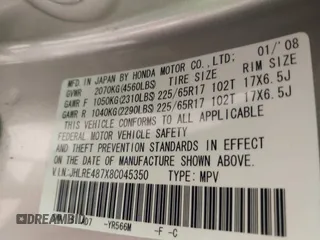 MFD. IN JAPAN BY HONDA MOTOR CO., LTD: 01/'08
GVWR 2070KG(4560LBS TIRE SIZE RIM SIZE
GAWR F 1050KG(2310LBS 225/65R17 102T 17X6.5J
GAWR R 1040KG(2290LBS 225/65R17 102T 17X6.5J
THIS VEHICLE CONFORMS TO ALL APPLICABLE
FEDERAL MOTOR VEHICLE SAFETY
AND THEFT PREVENTION STANDARDS IN EFFECT
ON THE DATE OF MANUFACTURE SHOWN ABOVE.
V.I.N:JHLRE487X8C045350 TYPE: MPV
-YR566M -F -C
DREAMBID